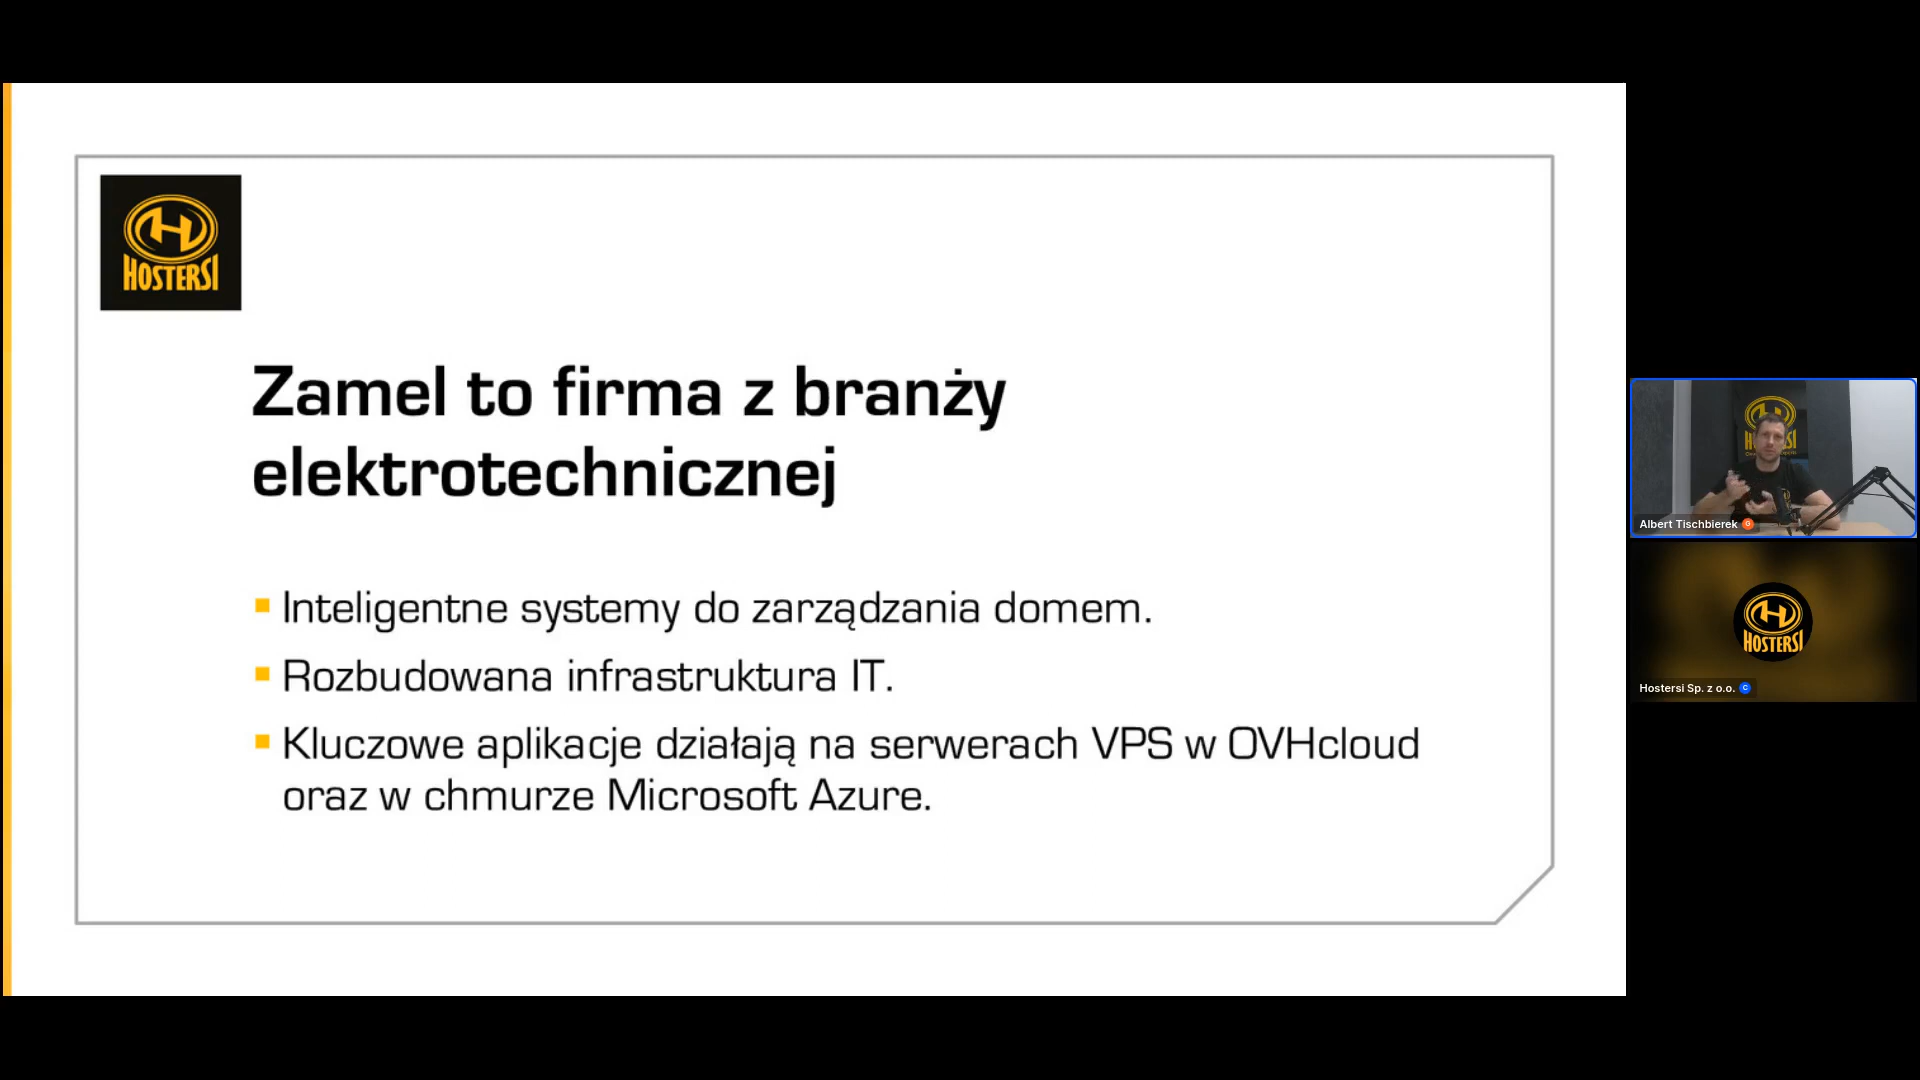 HOSTERSI
Zamel to firma z branży
elektrotechnicznej
Inteligentne systemy do zarządzania domem.
Rozbudowana infrastruktura IT.
Kluczowe aplikacje działają na serwerach VPS w OVHcloud
oraz w chmurze Microsoft Azure.
Albert Tischbierek
HOSTERSI
Hostersi Sp. z o.o.